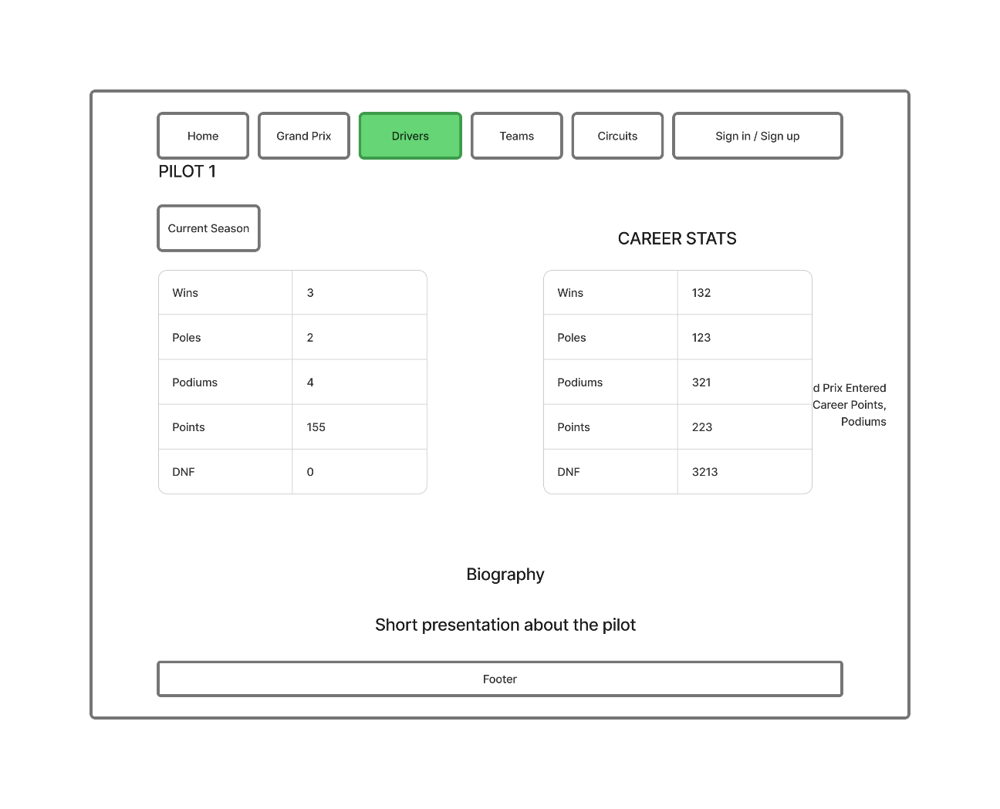 Home
Grand Prix
Drivers
Teams
Circuits
Sign in / Sign up
PILOT 1
Current Season
CAREER STATS
Wins 3
Poles 2
Podiums 4
Points 155
DNF 0
Wins 132
Poles 123
Podiums 321
Points 223
DNF 3213
d Prix Entered
Career Points,
Podiums
Biography
Short presentation about the pilot
Footer